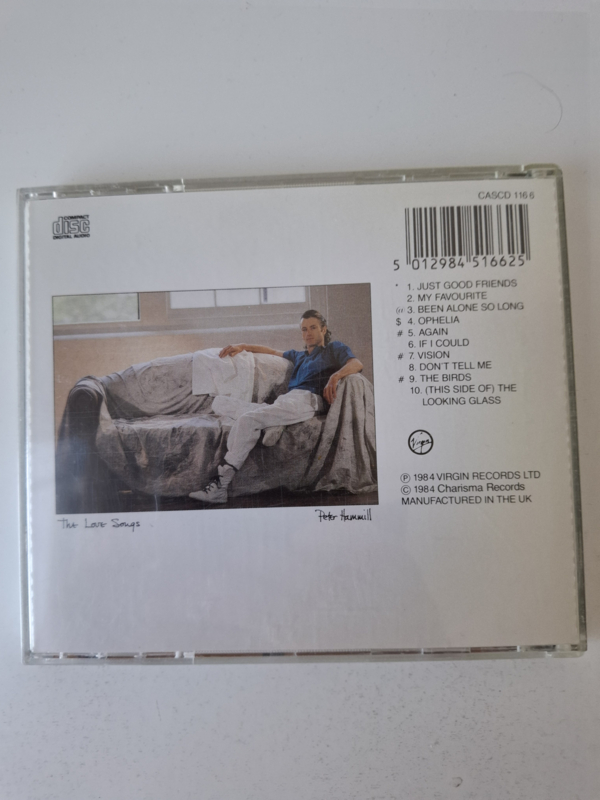 COMPACT
disc
DIGITAL AUDIO
CASCD 116 6
5 012984 516625
* 1. JUST GOOD FRIENDS
2. MY FAVOURITE
3. BEEN ALONE SO LONG
$ 4. OPHELIA
# 5. AGAIN
6. IF I COULD
# 7. VISION
8. DON'T TELL ME
# 9. THE BIRDS
10. (THIS SIDE OF) THE
LOOKING GLASS
Virgin
Ⓟ 1984 VIRGIN RECORDS LTD
© 1984 Charisma Records
MANUFACTURED IN THE UK
The Love Songs
Peter Hammill